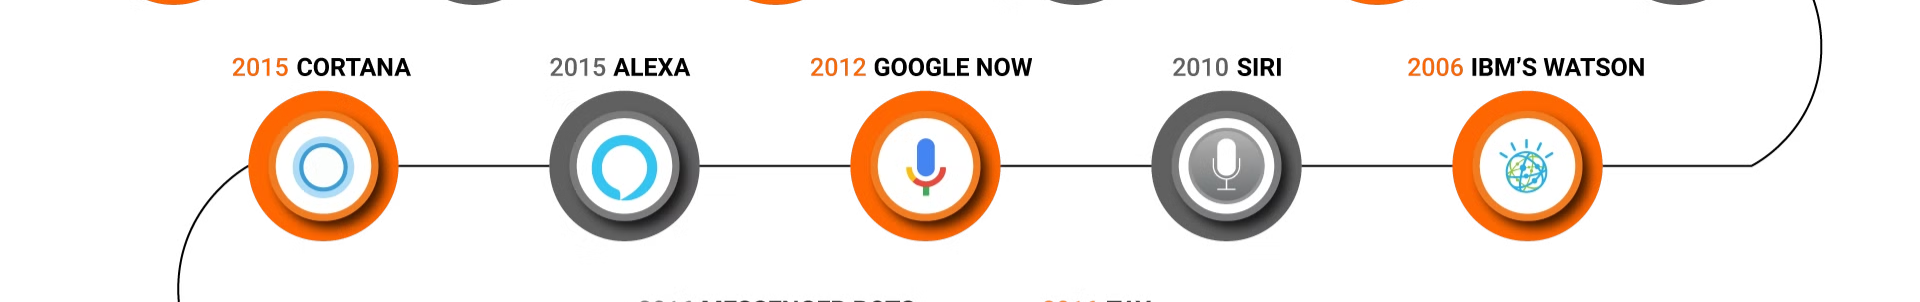 2015 CORTANA
2015 ALEXA
2012 GOOGLE NOW
2010 SIRI
2006 IBM'S WATSON